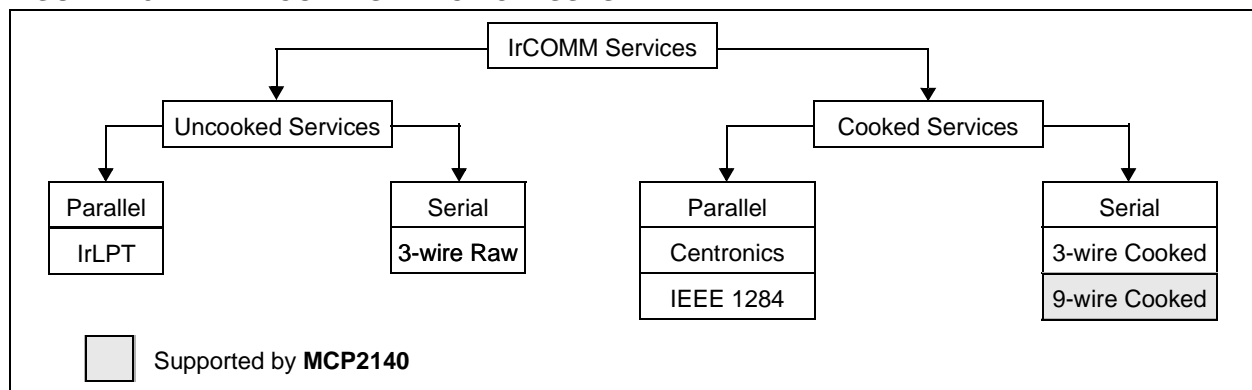 IrCOMM Services
Uncooked Services
Cooked Services
Parallel
IrLPT
Serial
3-wire Raw
Parallel
Centronics
IEEE 1284
Serial
3-wire Cooked
9-wire Cooked
Supported by MCP2140